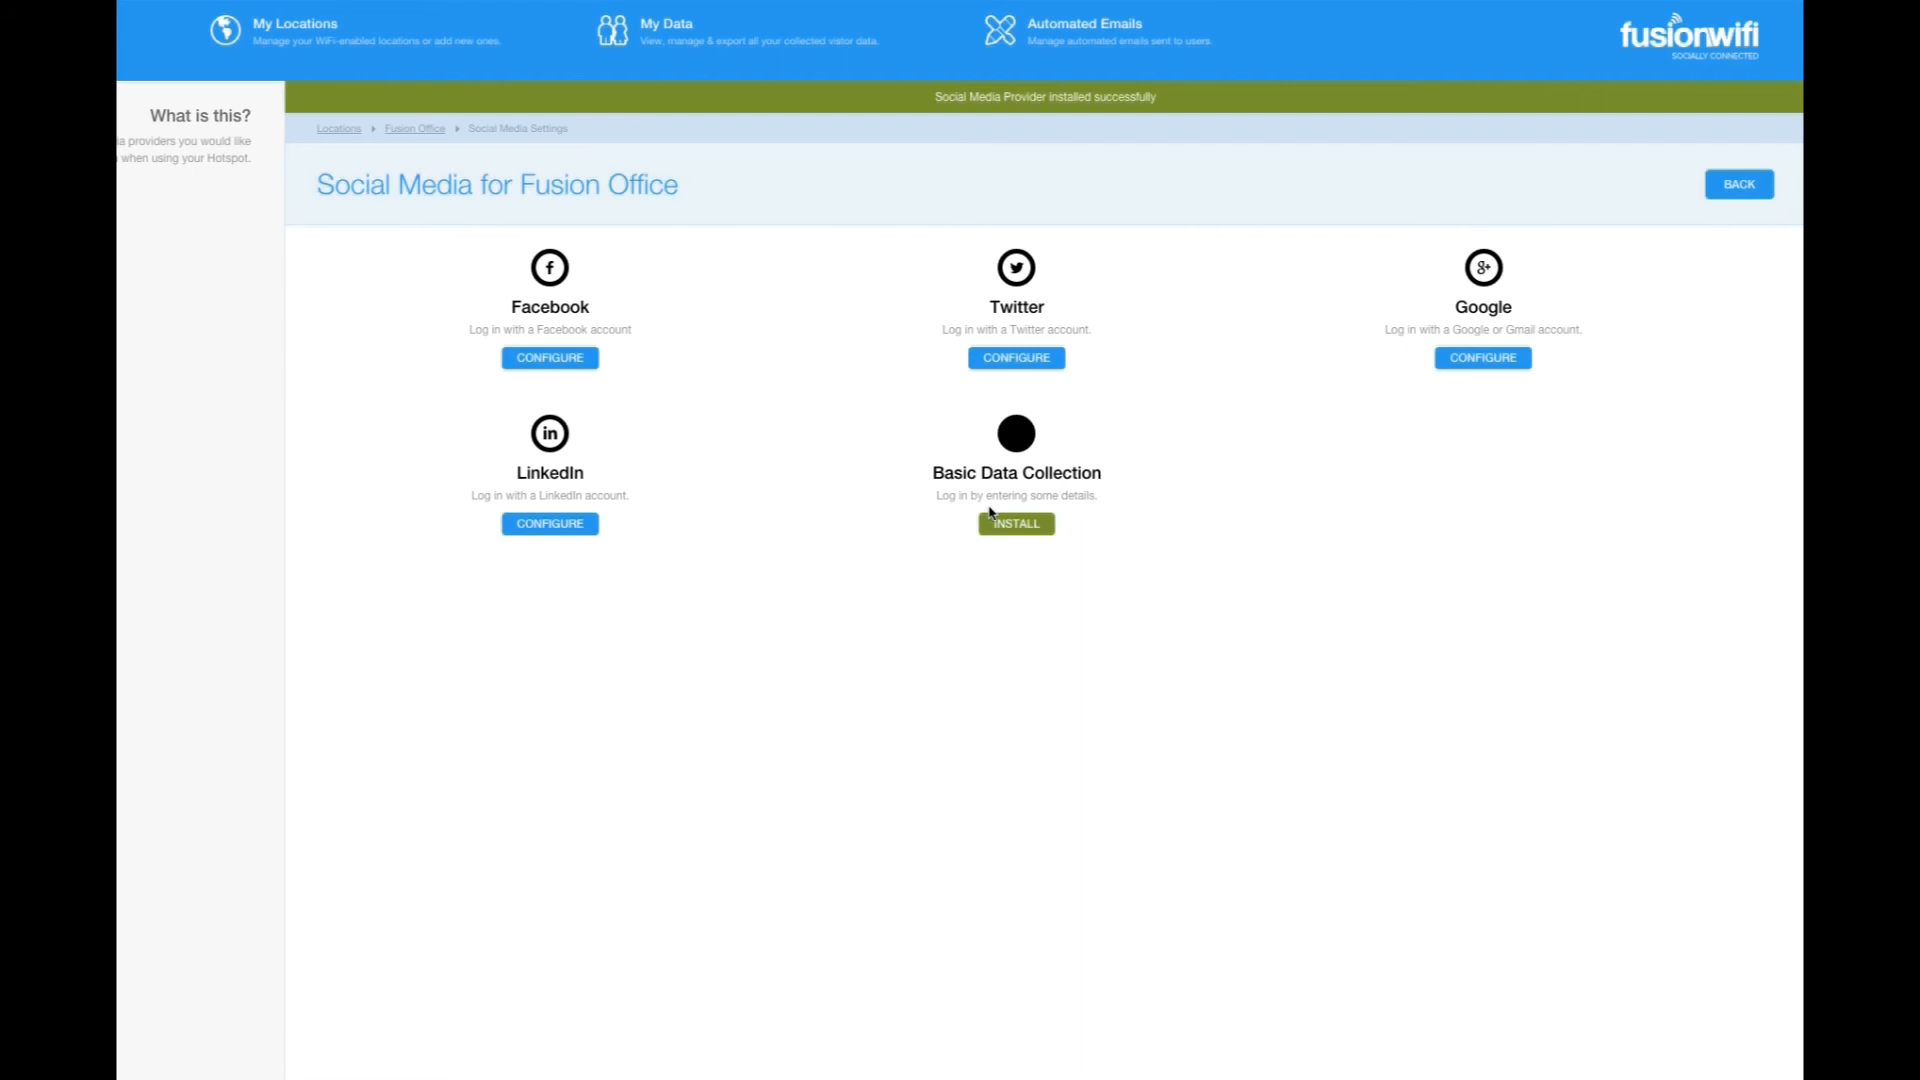 My Locations
Manage your WiFi-enabled locations or add new ones.
My Data
View, manage & export all your collected vistor data.
Automated Emails
Manage automated emails sent to users.
fusionwifi
SOCIALLY CONNECTED
What is this?
ia providers you would like
when using your Hotspot.
Social Media Provider installed successfully
Locations
Fusion Office
Social Media Settings
Social Media for Fusion Office
BACK
f
g+
Facebook
Twitter
Google
Log in with a Facebook account
Log in with a Twitter account.
Log in with a Google or Gmail account.
CONFIGURE
CONFIGURE
CONFIGURE
in
LinkedIn
Basic Data Collection
Log in with a LinkedIn account.
Log in by entering some details.
CONFIGURE
INSTALL